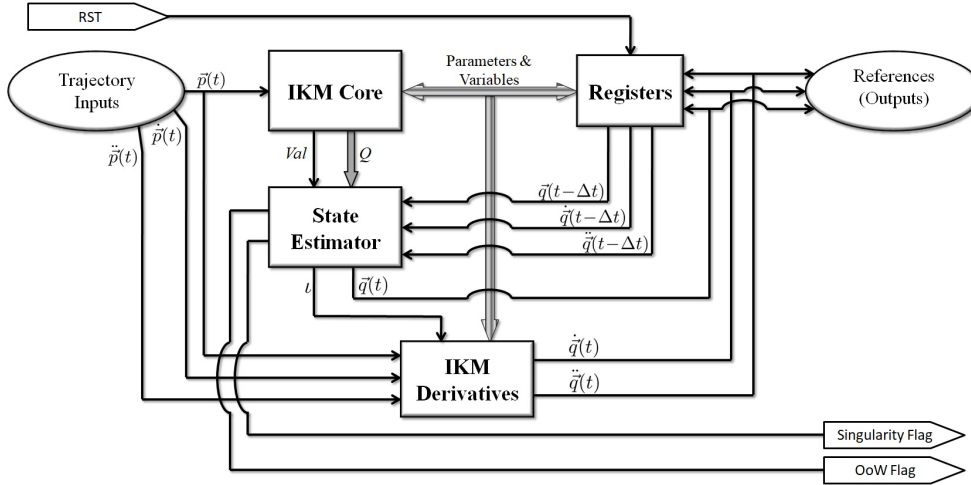 RST
Trajectory
Inputs
p⃗(t)
p⃗̇(t)
p⃗̈(t)
IKM Core
Parameters &
Variables
Registers
References
(Outputs)
Val
Q
State
Estimator
q⃗(t−Δt)
q⃗̇(t−Δt)
q⃗̈(t−Δt)
ι
q⃗(t)
IKM
Derivatives
q⃗̇(t)
q⃗̈(t)
Singularity Flag
OoW Flag